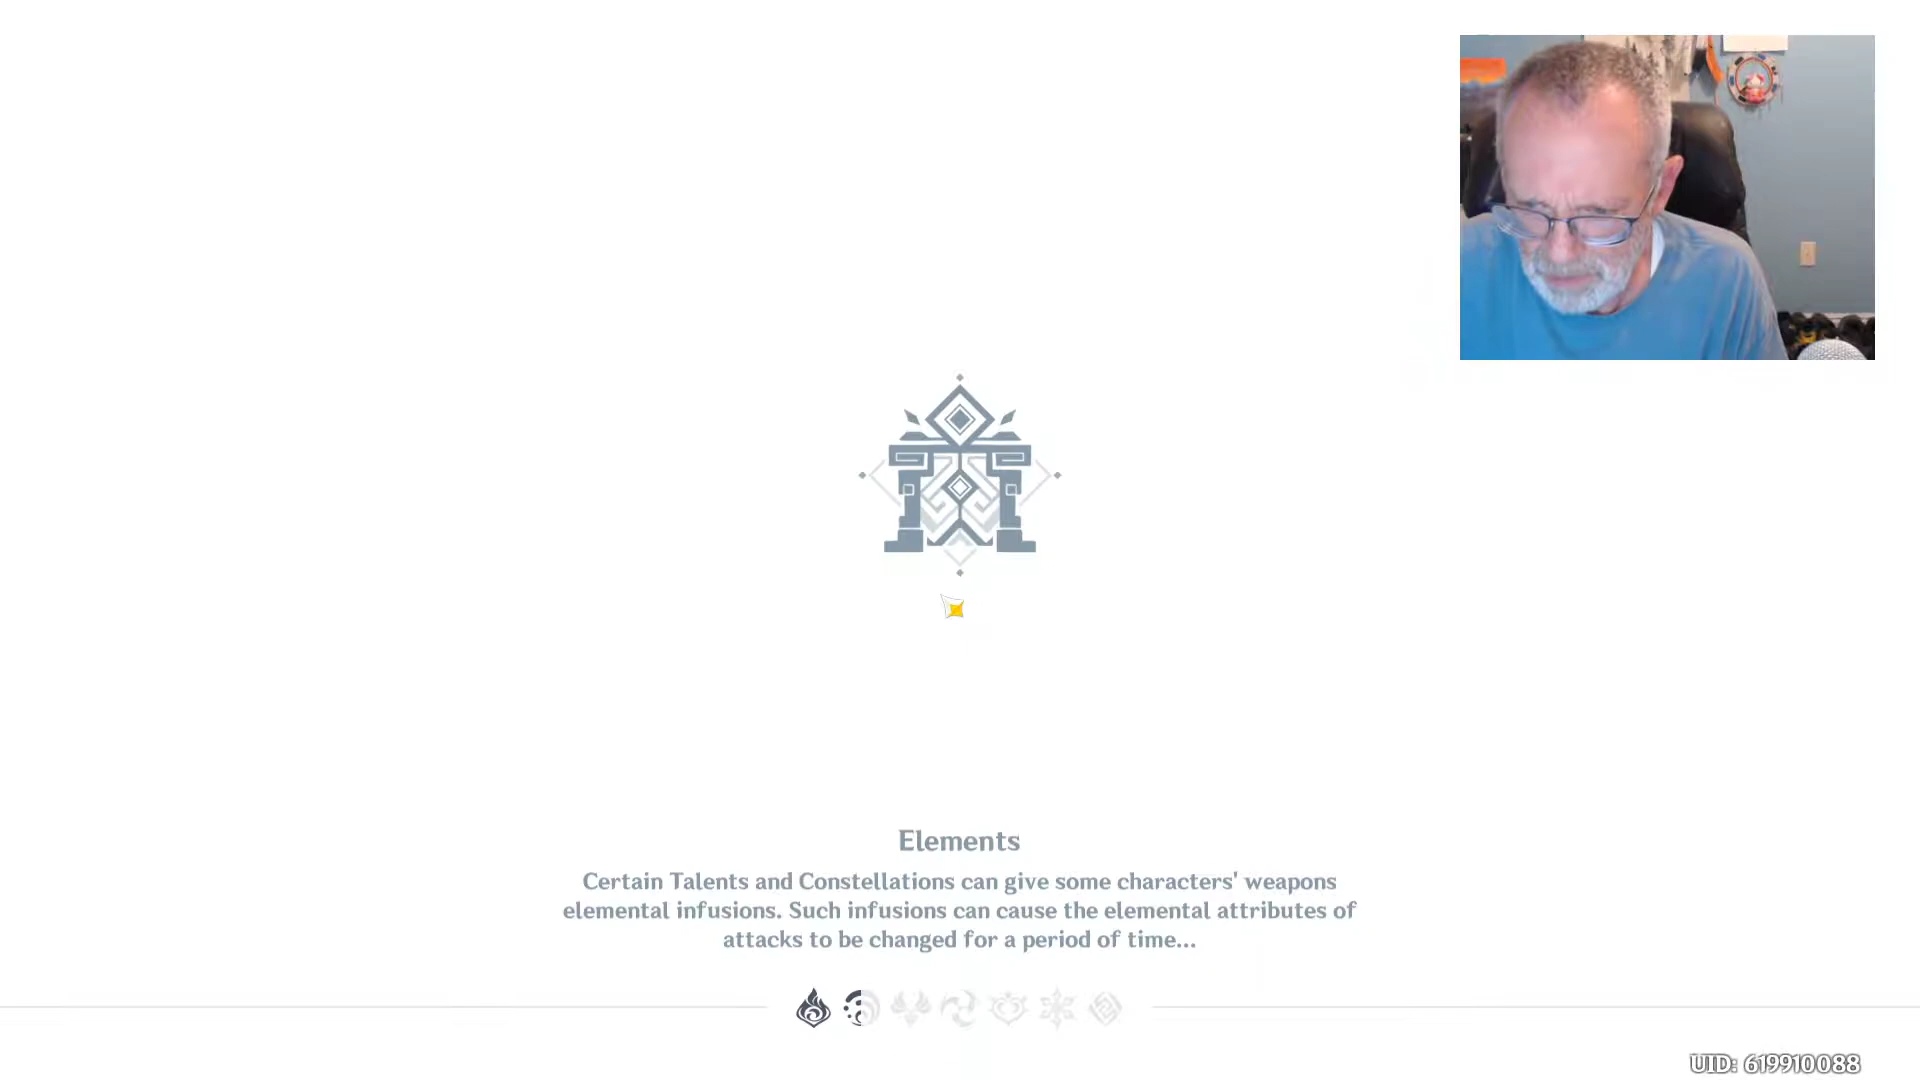 Elements
Certain Talents and Constellations can give some characters' weapons
elemental infusions. Such infusions can cause the elemental attributes of
attacks to be changed for a period of time...
UID: 619910088